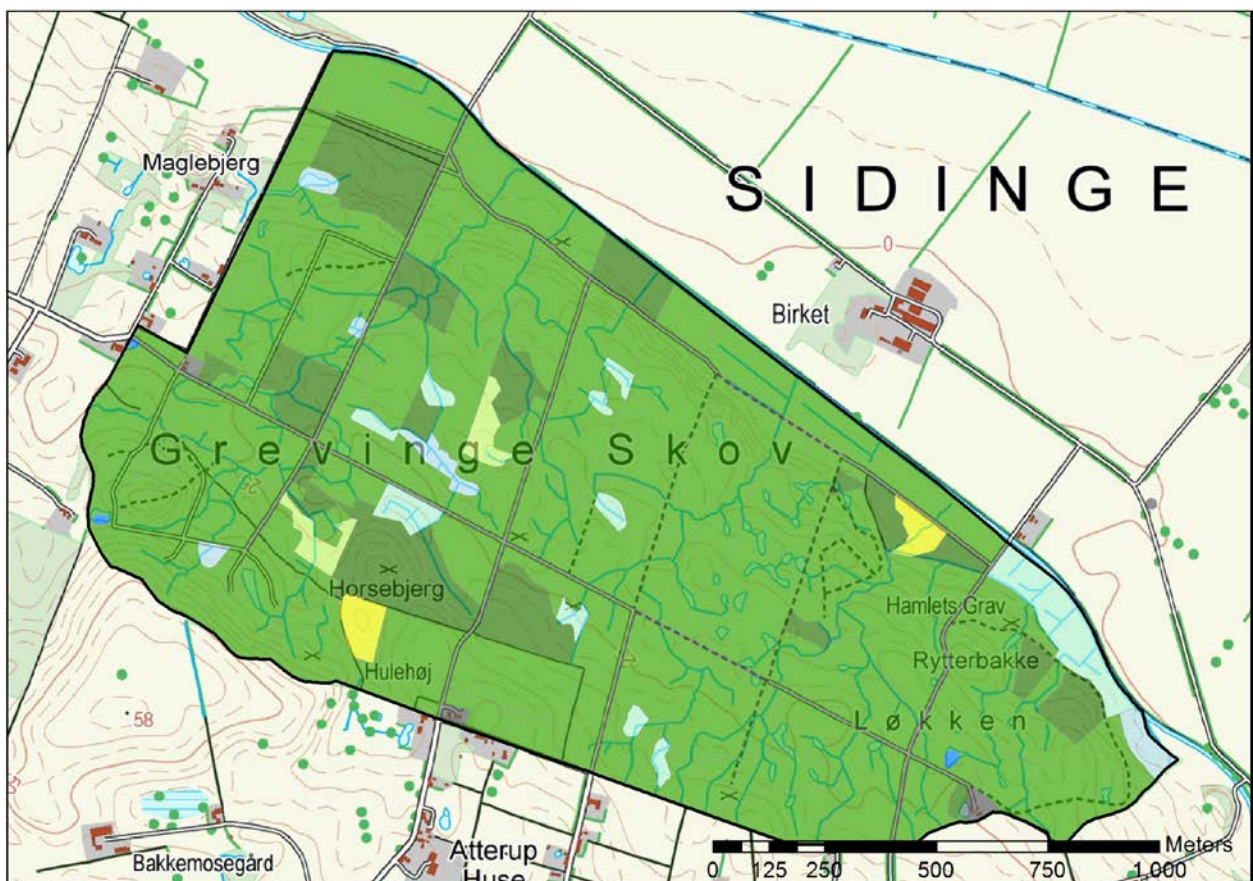 Maglebjerg
SIDINGE
0
Birket
Grevinge Skov
Horsebjerg
Hamlets Grav
Rytterbakke
Hulehøj
Løkken
58
Bakkemosegård
Atterup
Huse
Meters
0 125 250 500 750 1.000